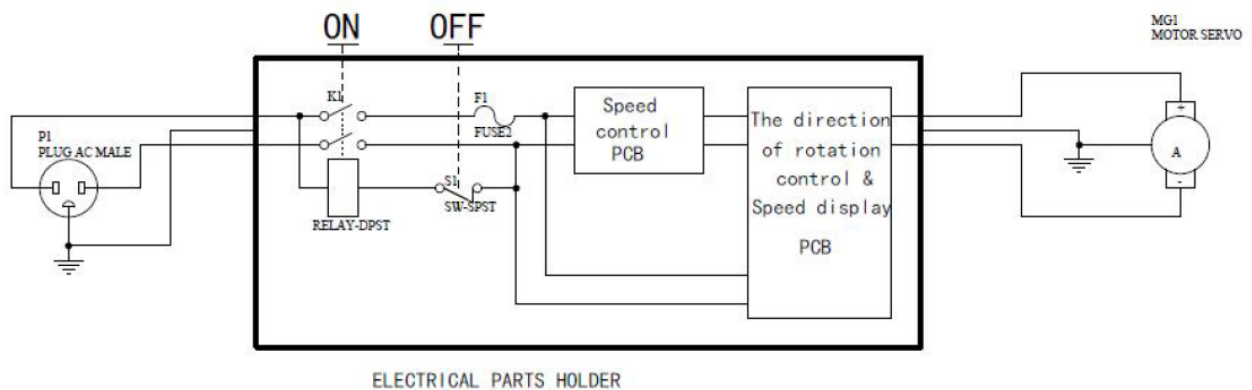 ON
OFF
MG1
MOTOR SERVO
K1
F1
FUSE2
P1
PLUG AC MALE
Speed
control
PCB
The direction
of rotation
control &
Speed display
PCB
+
A
-
S1
SW-SPST
RELAY-DPST
ELECTRICAL PARTS HOLDER